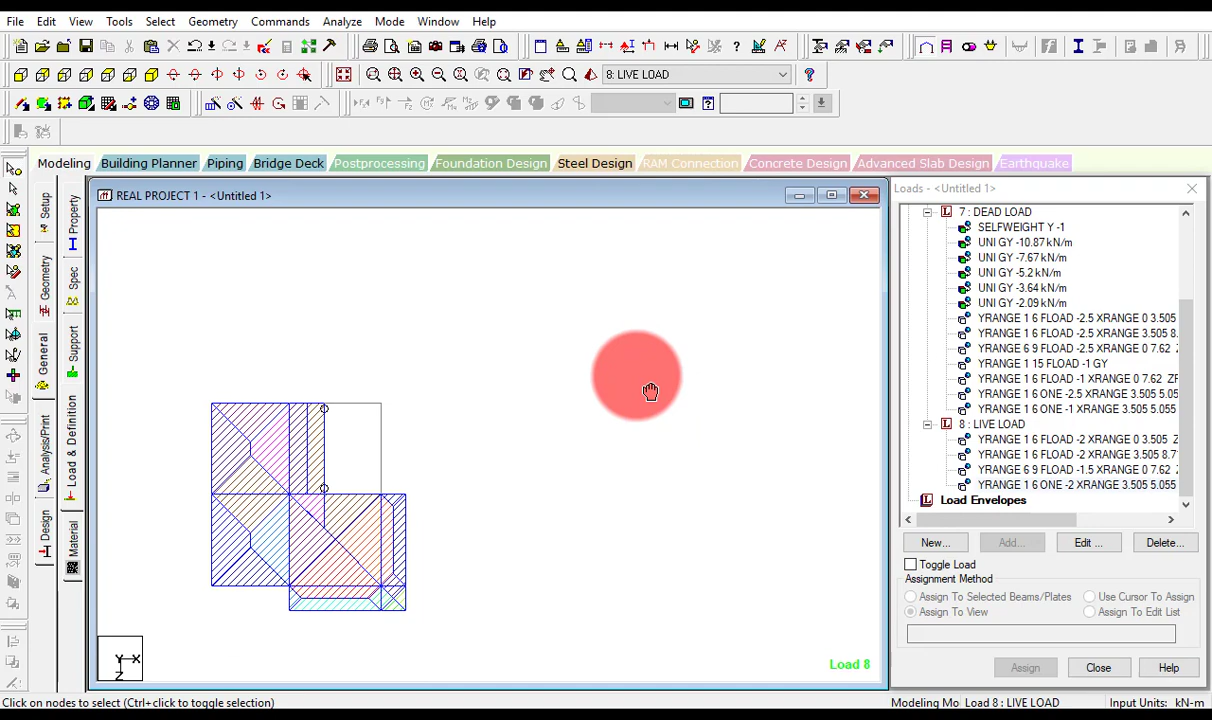 File Edit View Tools Select Geometry Commands Analyze Mode Window Help
8: LIVE LOAD
Modeling Building Planner Piping Bridge Deck Postprocessing Foundation Design Steel Design RAM Connection Concrete Design Advanced Slab Design Earthquake
Setup
Geometry
General
Analysis/Print
Design
Property
Spec
Support
Load & Definition
Material
REAL PROJECT 1 - <Untitled 1>
Load 8
Y X
Z
Loads - <Untitled 1>
7 : DEAD LOAD
SELFWEIGHT Y -1
UNI GY -10.87 kN/m
UNI GY -7.67 kN/m
UNI GY -5.2 kN/m
UNI GY -3.64 kN/m
UNI GY -2.09 kN/m
YRANGE 1 6 FLOAD -2.5 XRANGE 0 3.505
YRANGE 1 6 FLOAD -2.5 XRANGE 3.505 8.
YRANGE 6 9 FLOAD -2.5 XRANGE 0 7.62 Z
YRANGE 1 15 FLOAD -1 GY
YRANGE 1 6 FLOAD -1 XRANGE 0 7.62 ZF
YRANGE 1 6 ONE -2.5 XRANGE 3.505 5.055
YRANGE 1 6 ONE -1 XRANGE 3.505 5.055
8 : LIVE LOAD
YRANGE 1 6 FLOAD -2 XRANGE 0 3.505 Z
YRANGE 1 6 FLOAD -2 XRANGE 3.505 8.7
YRANGE 6 9 FLOAD -1.5 XRANGE 0 7.62 Z
YRANGE 1 6 ONE -2 XRANGE 3.505 5.055
Load Envelopes
New... Add... Edit ... Delete...
Toggle Load
Assignment Method
Assign To Selected Beams/Plates Use Cursor To Assign
Assign To View Assign To Edit List
Assign Close Help
Click on nodes to select (Ctrl+click to toggle selection) Modeling Mo Load 8 : LIVE LOAD Input Units: kN-m